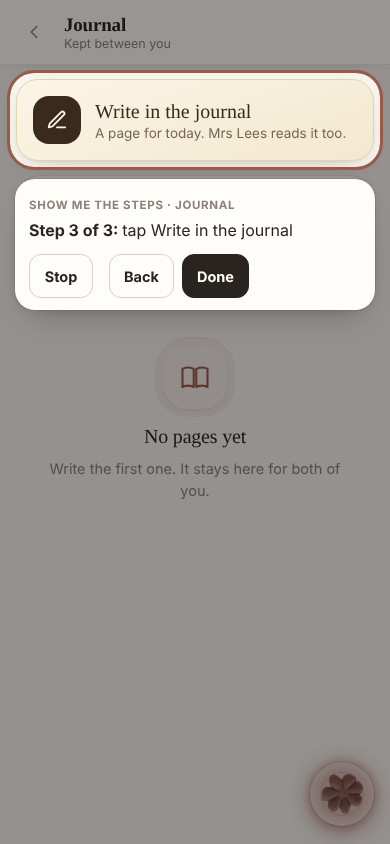 Journal
Kept between you
Write in the journal
A page for today. Mrs Lees reads it too.
SHOW ME THE STEPS · JOURNAL
Step 3 of 3: tap Write in the journal
Stop
Back
Done
No pages yet
Write the first one. It stays here for both of
you.